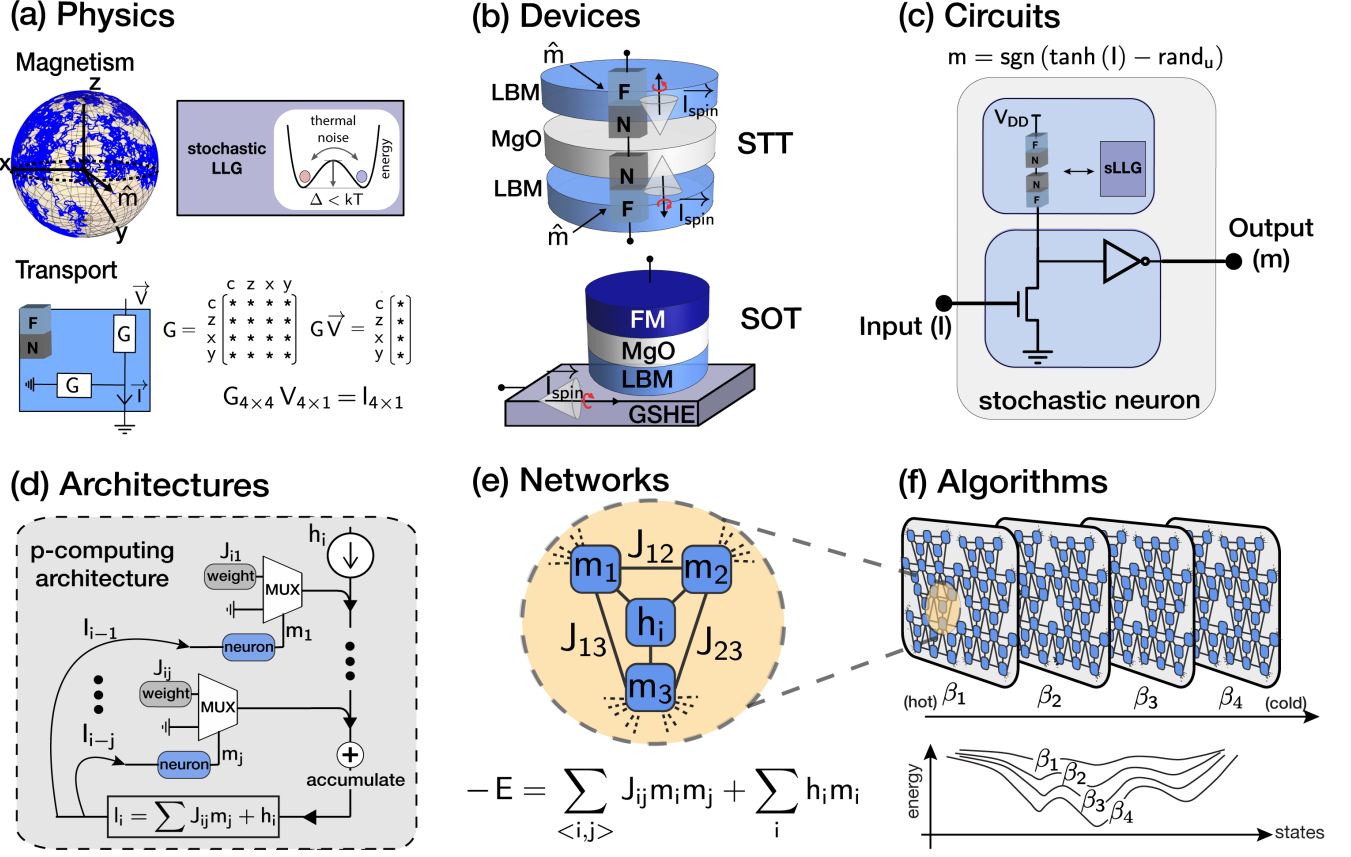 (a) Physics
Magnetism
z
x
m̂
y
stochastic
LLG
thermal
noise
energy
Δ < kT
Transport
F
N
V⃗
G
G
I⃗
G =
c z x y
c * * * *
z * * * *
x * * * *
y * * * *
G V⃗ =
c *
z *
x *
y *
G4×4 V4×1 = I4×1
(b) Devices
m̂
LBM
F
I⃗spin
N
MgO
STT
N
LBM
F
I⃗spin
m̂
FM
SOT
MgO
LBM
I⃗spin
GSHE
(c) Circuits
m = sgn (tanh (I) − randu)
VDD
F
N
N
F
sLLG
Output
(m)
Input (I)
stochastic neuron
(d) Architectures
p-computing
architecture
hi
Ji1
weight
MUX
m1
Ii−1
neuron
Jij
weight
MUX
Ii−j
mj
neuron
+
accumulate
Ii = ∑ Jijmj + hi
(e) Networks
J12
m1
m2
hi
J13
J23
m3
− E = ∑<i,j> Jijmimj + ∑i himi
(f) Algorithms
(hot) β1 β2 β3 β4 (cold)
energy
β1
β2
β3
β4
states